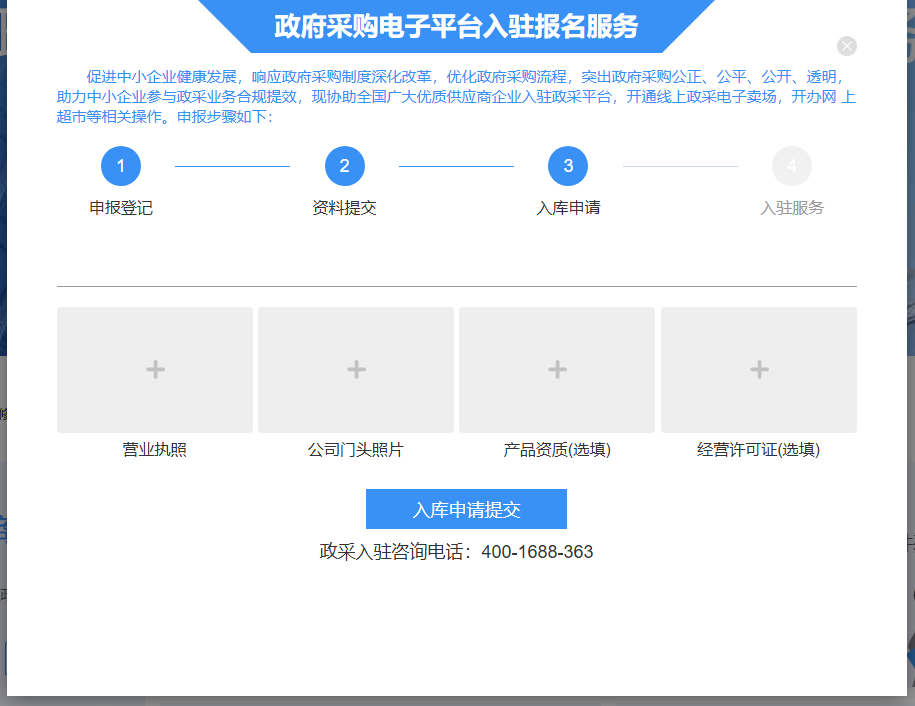 政府采购电子平台入驻报名服务
促进中小企业健康发展，响应政府采购制度深化改革，优化政府采购流程，突出政府采购公正、公平、公开、透明，
助力中小企业参与政采业务合规提效，现协助全国广大优质供应商企业入驻政采平台，开通线上政采电子卖场，开办网 上
超市等相关操作。申报步骤如下：
1 2 3 4
申报登记 资料提交 入库申请 入驻服务
营业执照 公司门头照片 产品资质(选填) 经营许可证(选填)
入库申请提交
政采入驻咨询电话：400-1688-363